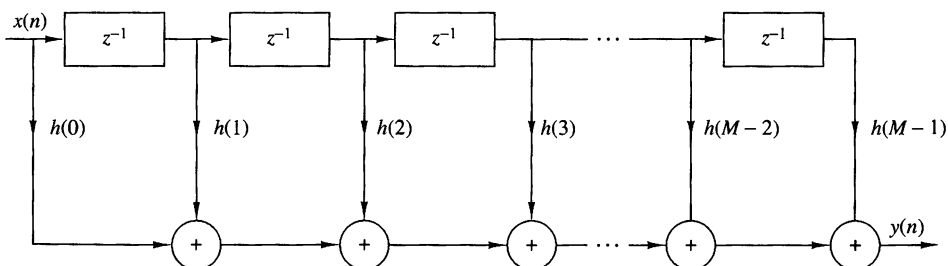 x(n)
z⁻¹ z⁻¹ z⁻¹ ... z⁻¹
h(0) h(1) h(2) h(3) h(M − 2) h(M − 1)
+ + + ... + + y(n)